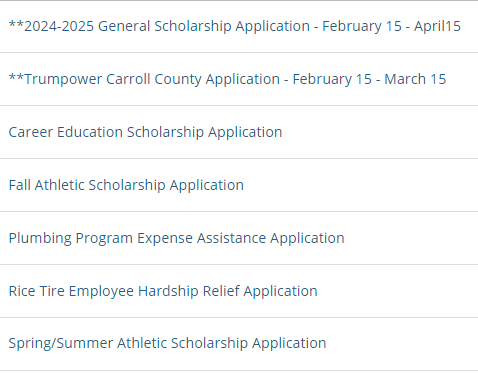 **2024-2025 General Scholarship Application - February 15 - April15
**Trumpower Carroll County Application - February 15 - March 15
Career Education Scholarship Application
Fall Athletic Scholarship Application
Plumbing Program Expense Assistance Application
Rice Tire Employee Hardship Relief Application
Spring/Summer Athletic Scholarship Application